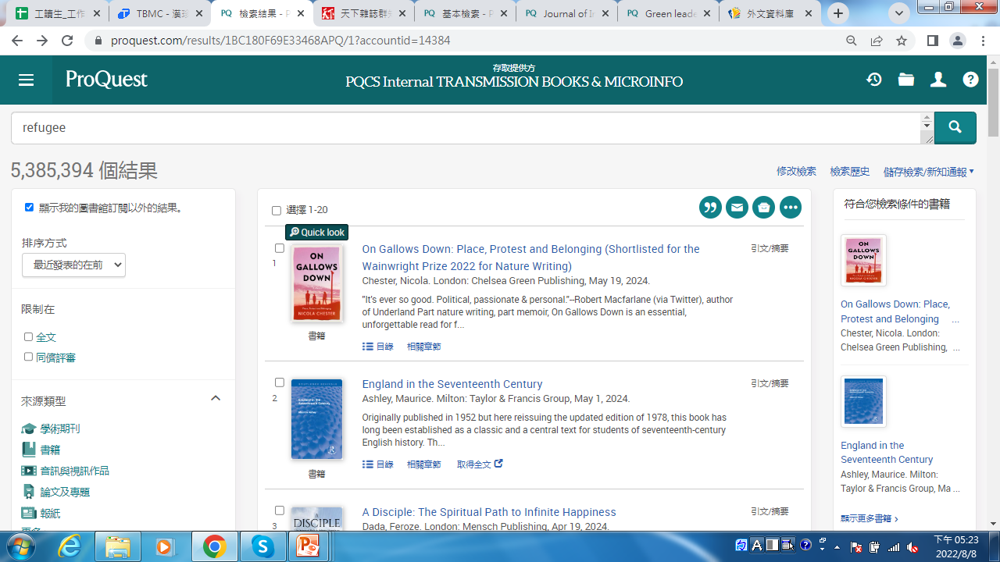 工讀生_工作
TBMC - 漢珍
檢索結果 - P
天下雜誌群
基本檢索 - P
Journal of In
Green leade
外文資料庫
proquest.com/results/1BC180F69E33468APQ/1?accountid=14384
ProQuest
存取提供方
PQCS Internal TRANSMISSION BOOKS & MICROINFO
refugee
5,385,394 個結果
修改檢索 檢索歷史 儲存檢索/新知通報
顯示我的圖書館訂閱以外的結果。
排序方式
最近發表的在前
限制在
全文
同儕評審
來源類型
學術期刊
書籍
音訊與視訊作品
論文及專題
報紙
更多
選擇 1-20
Quick look
1
ON GALLOWS DOWN
NICOLA CHESTER
書籍
On Gallows Down: Place, Protest and Belonging (Shortlisted for the
Wainwright Prize 2022 for Nature Writing)
Chester, Nicola. London: Chelsea Green Publishing, May 19, 2024.
"It's ever so good. Political, passionate & personal."–Robert Macfarlane (via Twitter), author
of Underland Part nature writing, part memoir, On Gallows Down is an essential,
unforgettable read for f...
目錄 相關章節
引文/摘要
2
書籍
England in the Seventeenth Century
Ashley, Maurice. Milton: Taylor & Francis Group, May 1, 2024.
Originally published in 1952 but here reissuing the updated edition of 1978, this book has
long been established as a classic and a central text for students of seventeenth-century
English history. Th...
目錄 相關章節 取得全文
引文/摘要
3
A DISCIPLE
A Disciple: The Spiritual Path to Infinite Happiness
Dada, Feroze. London: Mensch Publishing, Apr 19, 2024.
引文/摘要
符合您檢索條件的書籍
ON GALLOWS DOWN
On Gallows Down: Place,
Protest and Belonging ...
Chester, Nicola. London:
Chelsea Green Publishing, ...
England in the
Seventeenth Century
Ashley, Maurice. Milton:
Taylor & Francis Group, Ma ...
顯示更多書籍
下午 05:23
2022/8/8